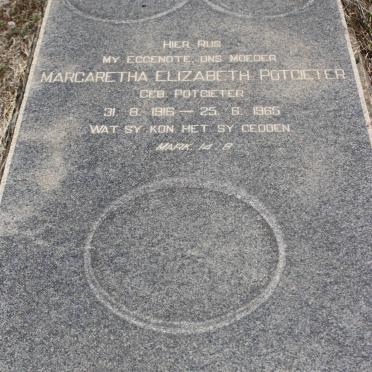 HIER RUS
MY EGGENOTE, ONS MOEDER
MARGARETHA ELIZABETH POTGIETER
GEB. POTGIETER
31. 8. 1916 — 25. 6. 1965
WAT SY KON HET SY GEDOEN.
MARK. 14:8